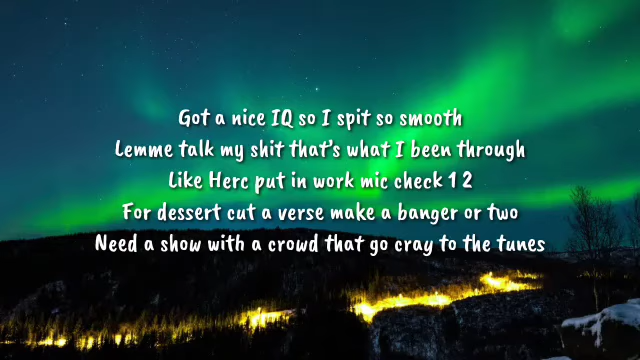 Got a nice IQ so I spit so smooth
Lemme talk my shit that's what I been through
Like Herc put in work mic check 1 2
For dessert cut a verse make a banger or two
Need a show with a crowd that go cray to the tunes